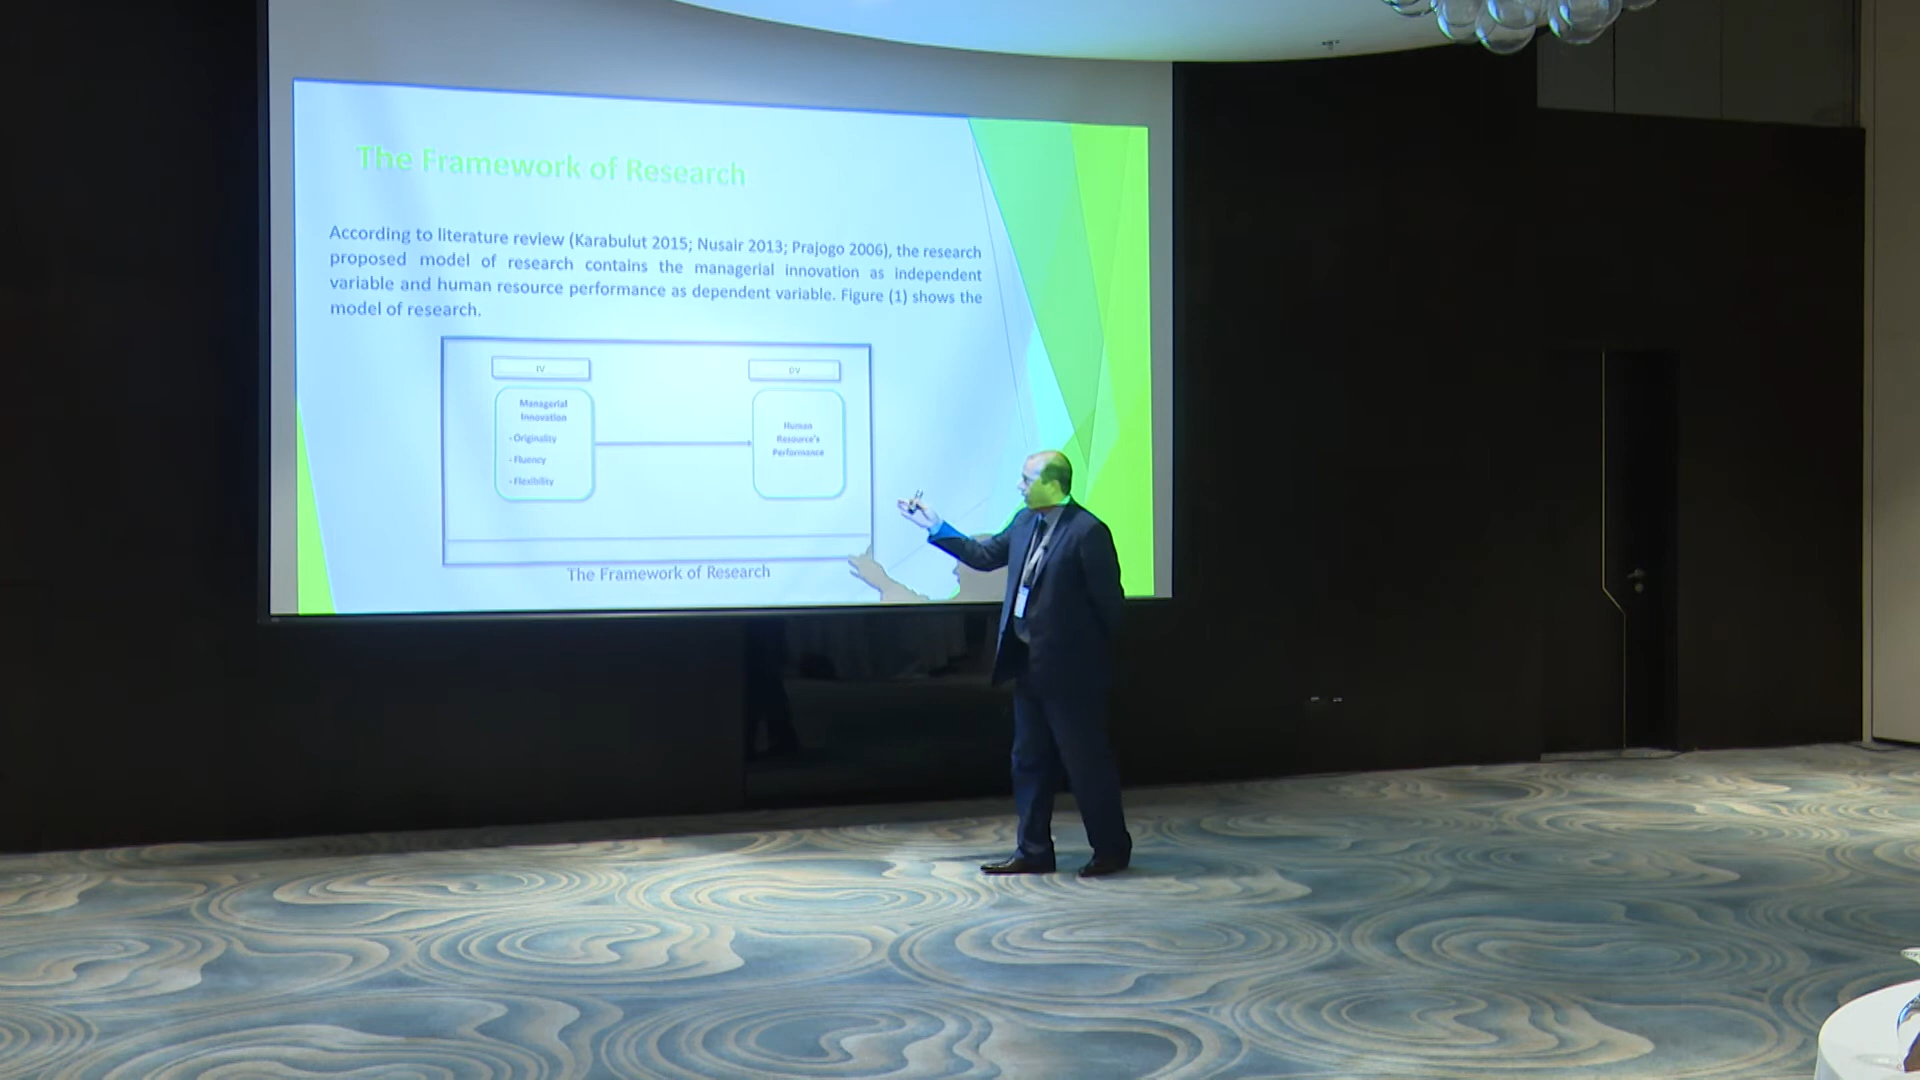 The Framework of Research
According to literature review (Karabulut 2015; Nusair 2013; Prajogo 2006), the research
proposed model of research contains the managerial innovation as independent
variable and human resource performance as dependent variable. Figure (1) shows the
model of research.
IV
DV
Managerial
Innovation
- Originality
- Fluency
- Flexibility
Human
Resource's
Performance
The Framework of Research